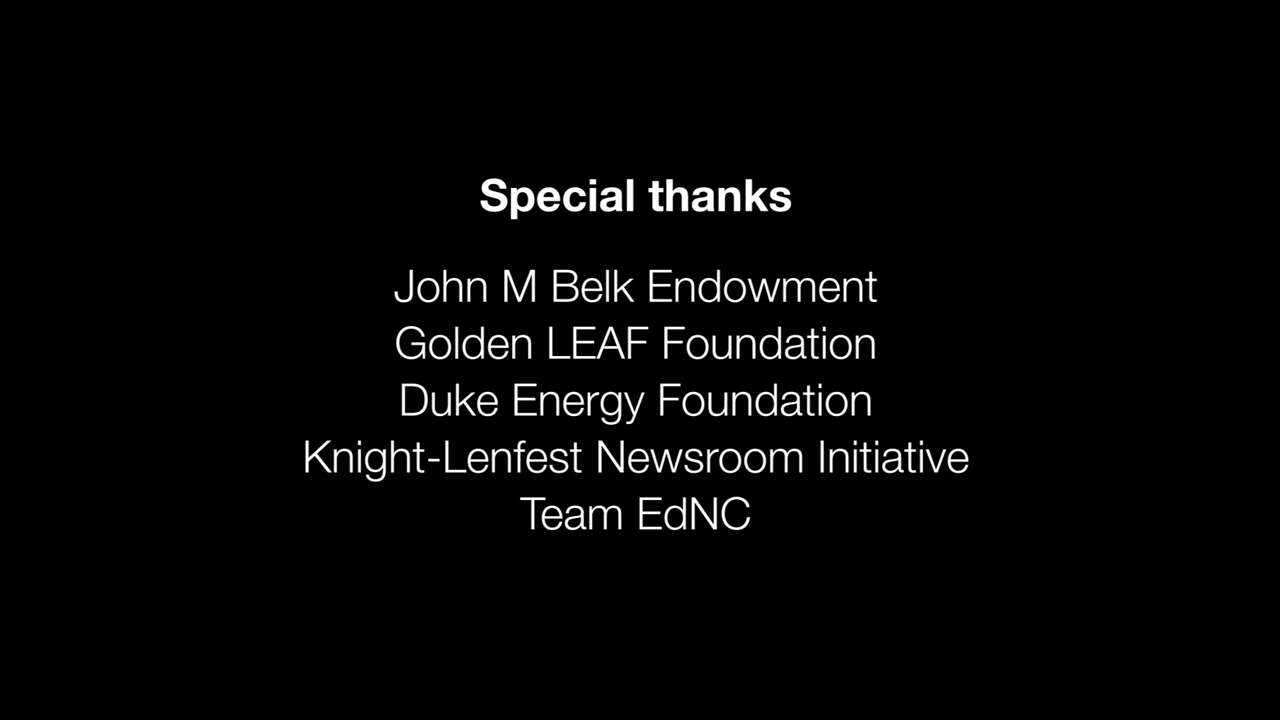 Special thanks
John M Belk Endowment
Golden LEAF Foundation
Duke Energy Foundation
Knight-Lenfest Newsroom Initiative
Team EdNC